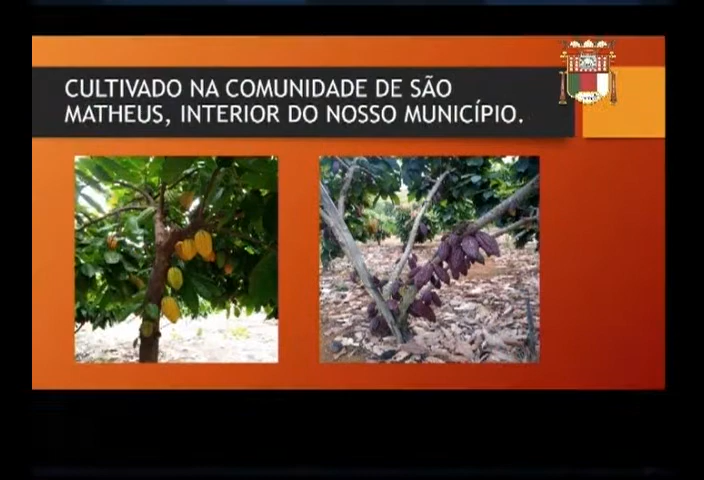 CULTIVADO NA COMUNIDADE DE SÃO
MATHEUS, INTERIOR DO NOSSO MUNICÍPIO.